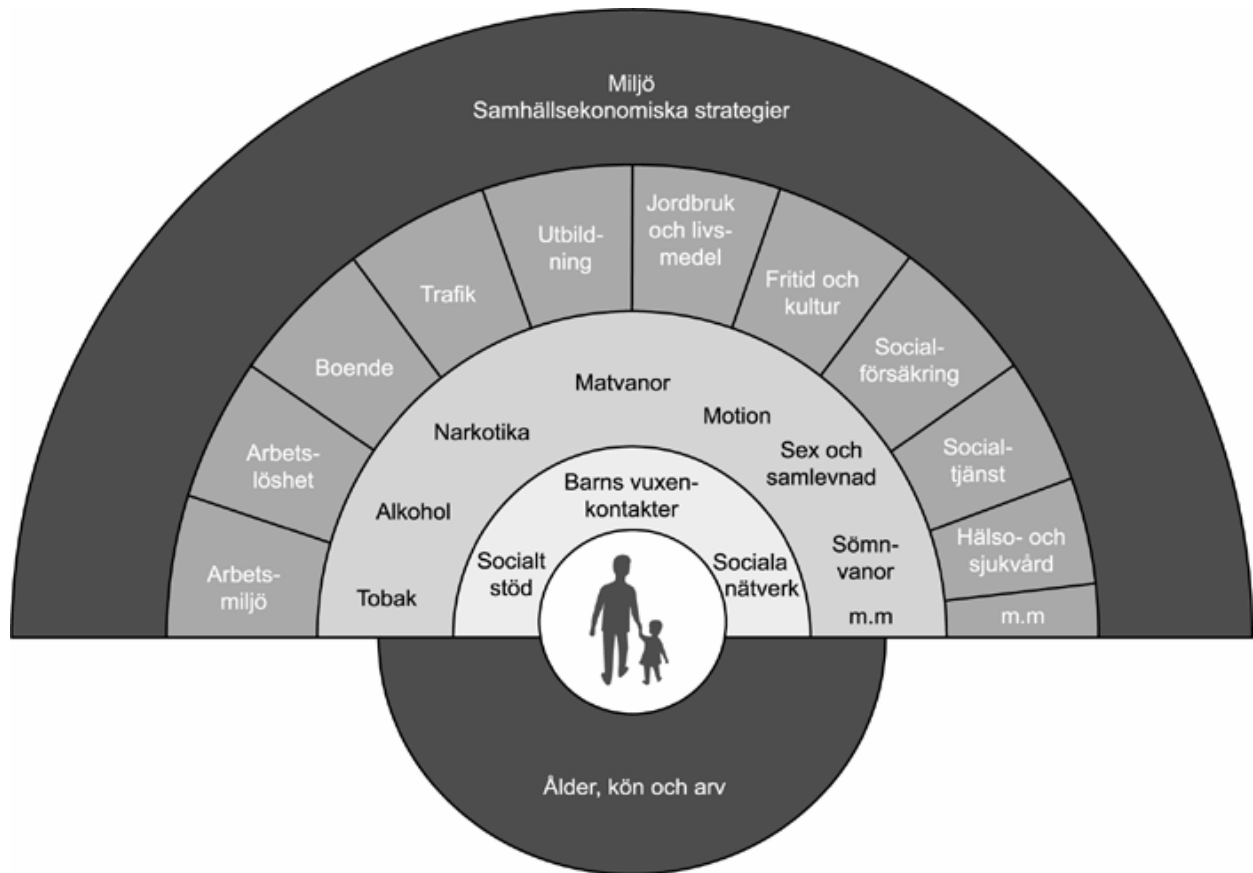 Miljö
Samhällsekonomiska strategier
Arbets-
miljö
Arbets-
löshet
Boende
Trafik
Utbild-
ning
Jordbruk
och livs-
medel
Fritid och
kultur
Social-
försäkring
Social-
tjänst
Hälso- och
sjukvård
m.m
Tobak
Alkohol
Narkotika
Matvanor
Motion
Sex och
samlevnad
Sömn-
vanor
m.m
Socialt
stöd
Barns vuxen-
kontakter
Sociala
nätverk
Ålder, kön och arv